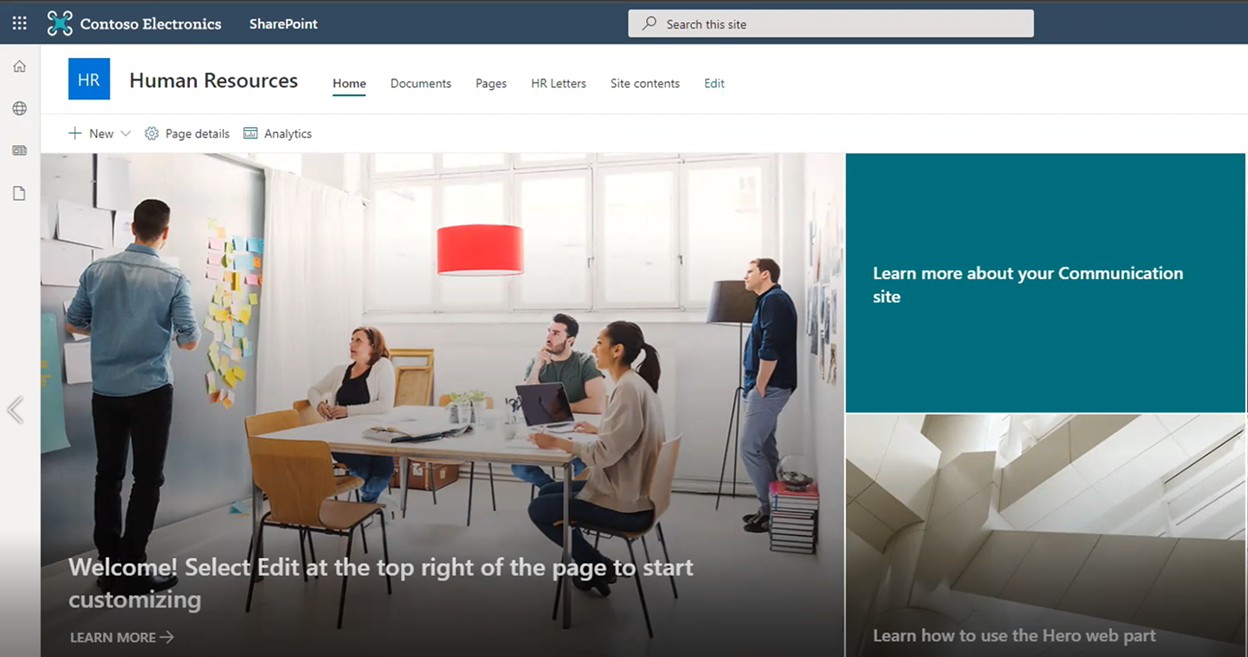 Contoso Electronics SharePoint Search this site
HR Human Resources Home Documents Pages HR Letters Site contents Edit
New Page details Analytics
Learn more about your Communication
site
Welcome! Select Edit at the top right of the page to start
customizing
LEARN MORE
Learn how to use the Hero web part